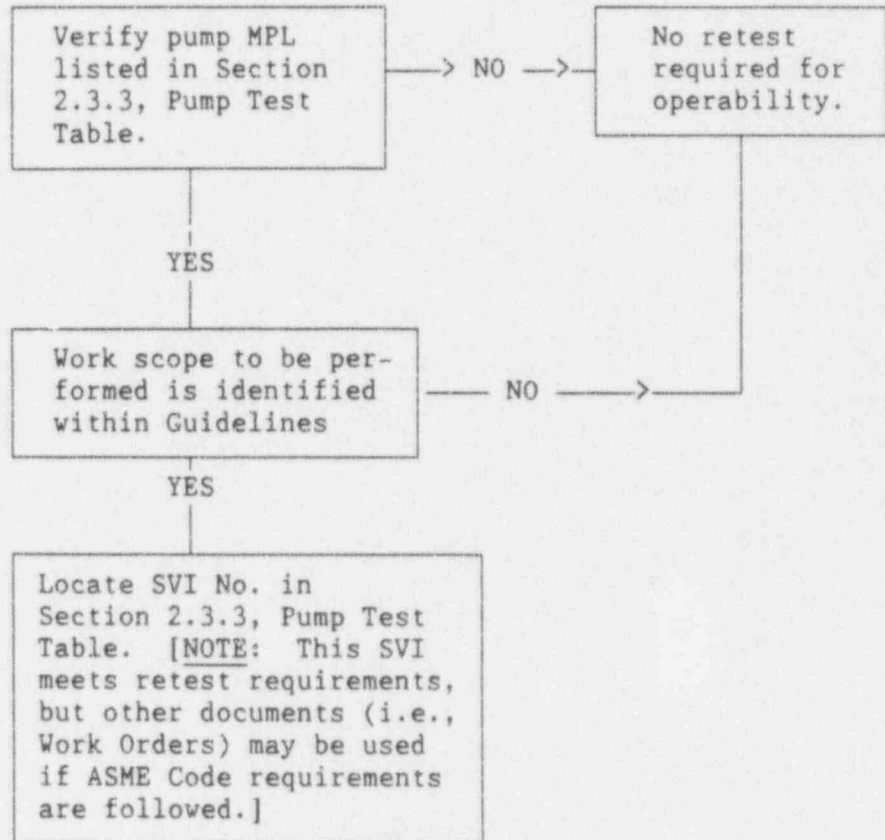 Verify pump MPL
listed in Section
2.3.3, Pump Test
Table.
> NO >
No retest
required for
operability.
YES
Work scope to be per-
formed is identified
within Guidelines
NO >
YES
Locate SVI No. in
Section 2.3.3, Pump Test
Table. [NOTE: This SVI
meets retest requirements,
but other documents (i.e.,
Work Orders) may be used
if ASME Code requirements
are followed.]